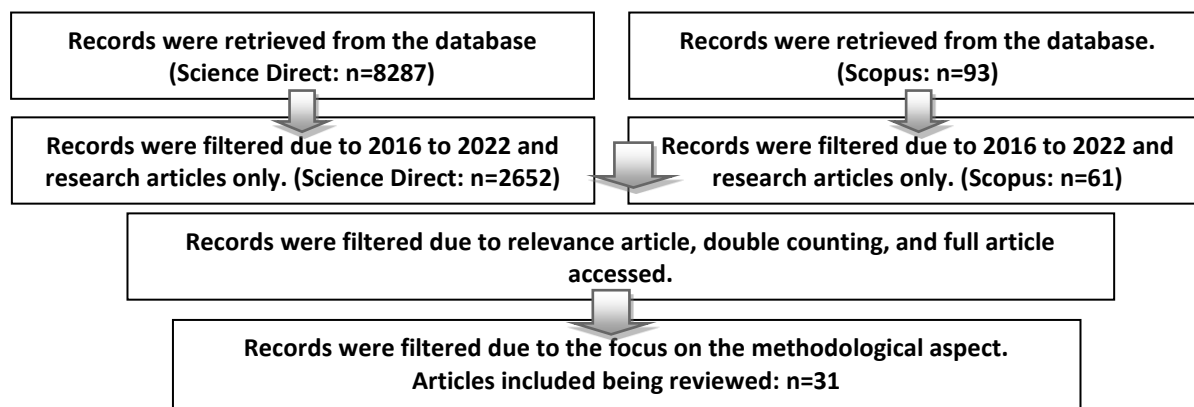 Records were retrieved from the database
(Science Direct: n=8287)
Records were retrieved from the database.
(Scopus: n=93)
Records were filtered due to 2016 to 2022 and
research articles only. (Science Direct: n=2652)
Records were filtered due to 2016 to 2022 and
research articles only. (Scopus: n=61)
Records were filtered due to relevance article, double counting, and full article
accessed.
Records were filtered due to the focus on the methodological aspect.
Articles included being reviewed: n=31